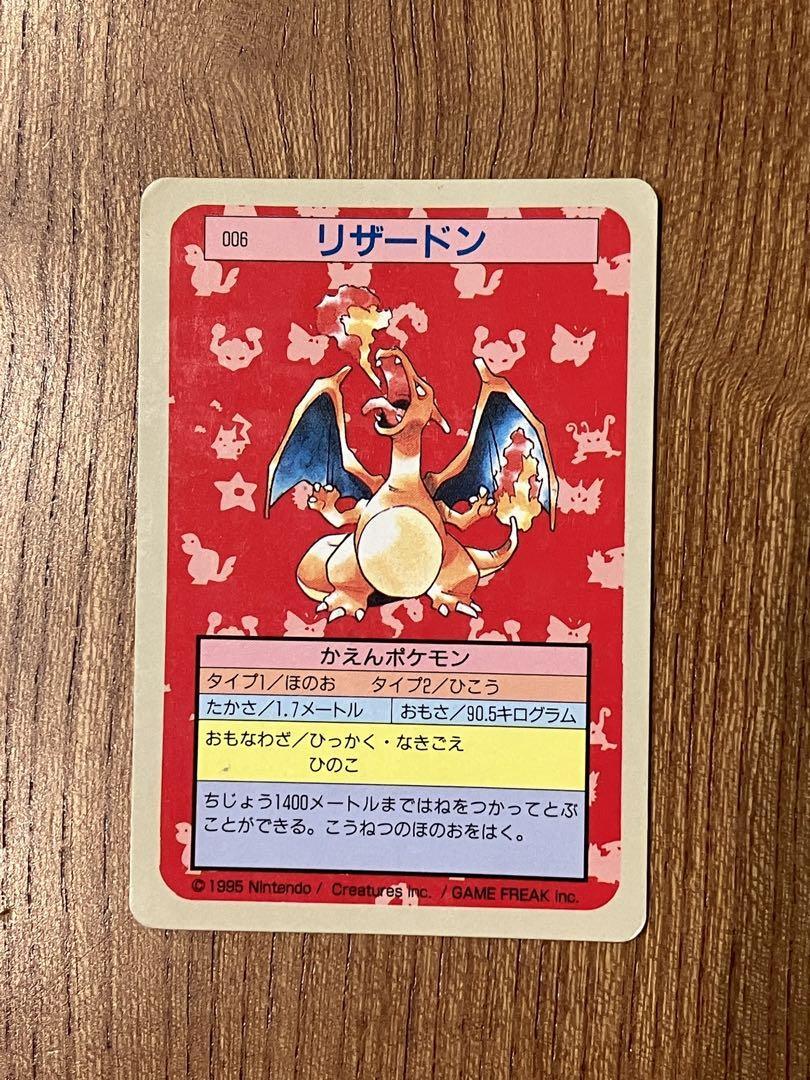 006 リザードン
かえんポケモン
タイプ1/ほのお タイプ2/ひこう
たかさ/1.7メートル おもさ/90.5キログラム
おもなわざ/ひっかく・なきごえ
ひのこ
ちじょう1400メートルまではねをつかってとぶ
ことができる。こうねつのほのおをはく。
©1995 Nintendo / Creatures inc. / GAME FREAK inc.